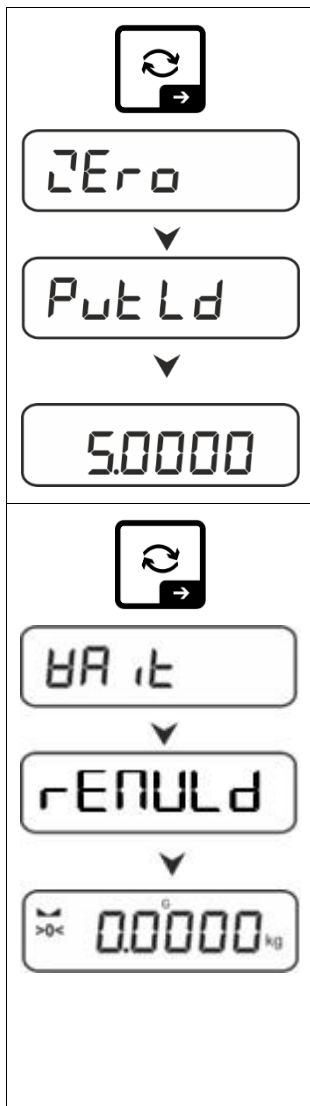 ZEro
PutLd
5.0000
WAit
rEMULd
>0<
G
0.0000 kg